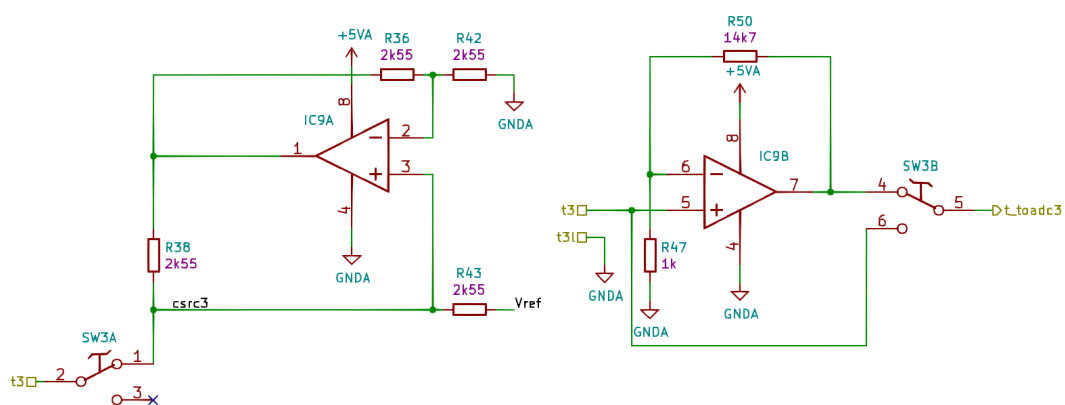 R36
2k55
R42
2k55
+5VA
8
IC9A
GNDA
1
2
3
4
GNDA
R38
2k55
R43
2k55
csrc3
Vref
SW3A
1
t3
2
3
R50
14k7
+5VA
8
IC9B
6
7
5
4
t3
t3l
GNDA
R47
1k
GNDA
GNDA
SW3B
4
5
t_toadc3
6